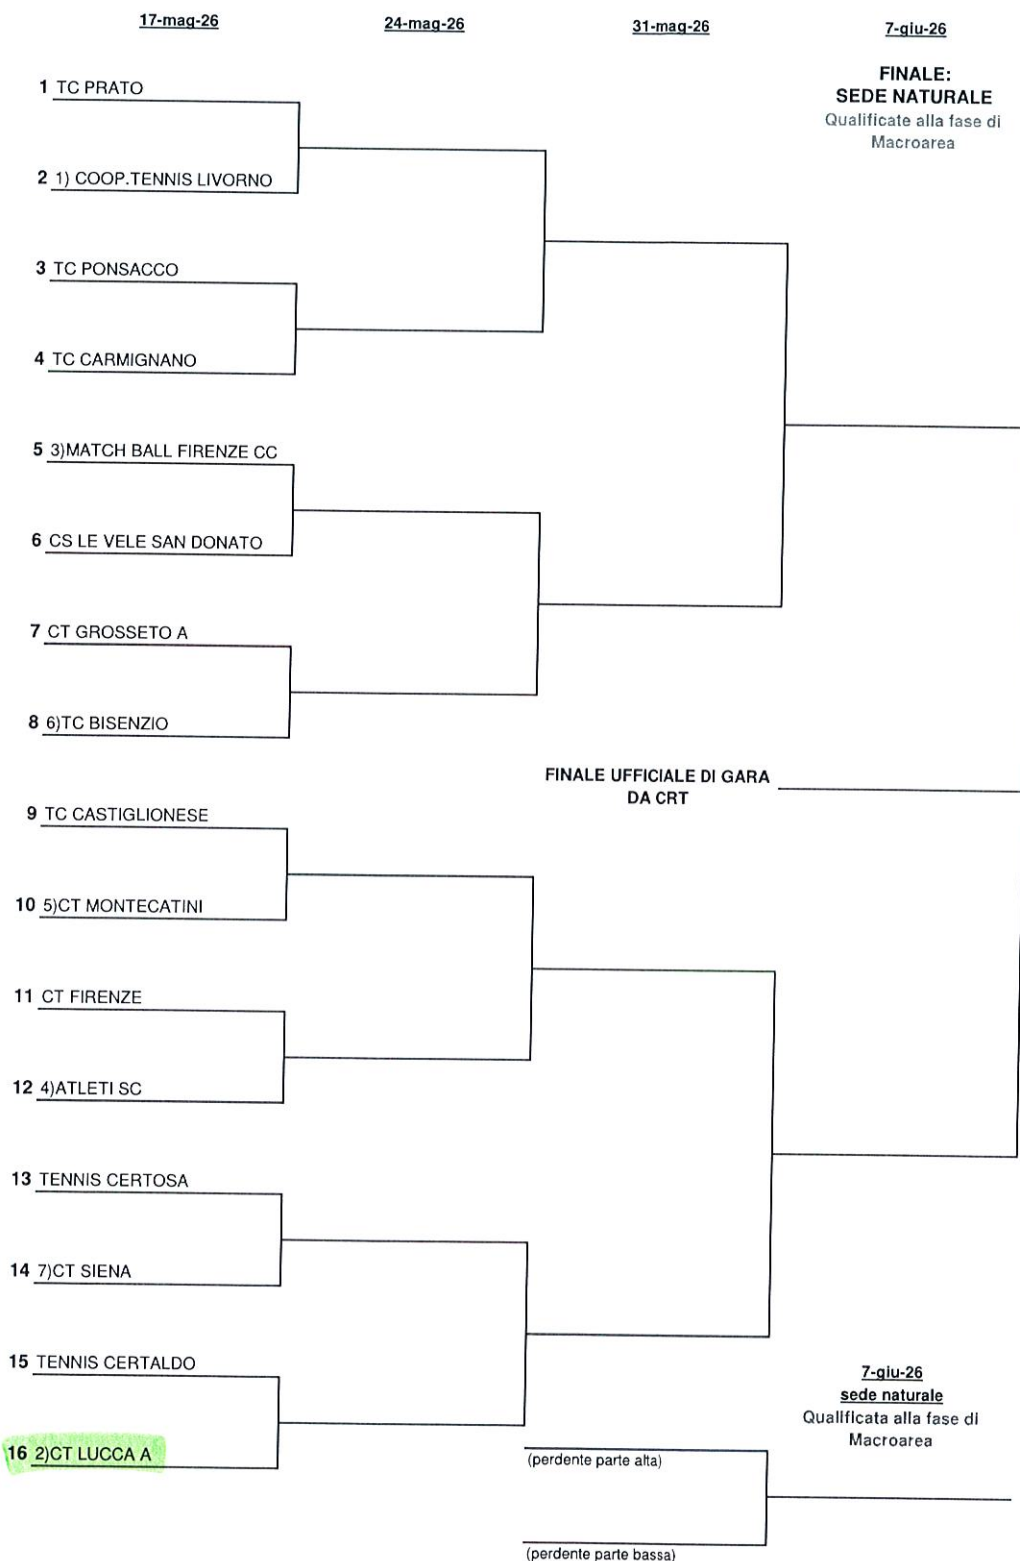 17-mag-26 24-mag-26 31-mag-26 7-giu-26
FINALE:
SEDE NATURALE
Qualificate alla fase di
Macroarea
1 TC PRATO
2 1) COOP.TENNIS LIVORNO
3 TC PONSACCO
4 TC CARMIGNANO
5 3)MATCH BALL FIRENZE CC
6 CS LE VELE SAN DONATO
7 CT GROSSETO A
8 6)TC BISENZIO
FINALE UFFICIALE DI GARA
DA CRT
9 TC CASTIGLIONESE
10 5)CT MONTECATINI
11 CT FIRENZE
12 4)ATLETI SC
13 TENNIS CERTOSA
14 7)CT SIENA
15 TENNIS CERTALDO
16 2)CT LUCCA A
7-giu-26
sede naturale
Qualificata alla fase di
Macroarea
(perdente parte alta)
(perdente parte bassa)